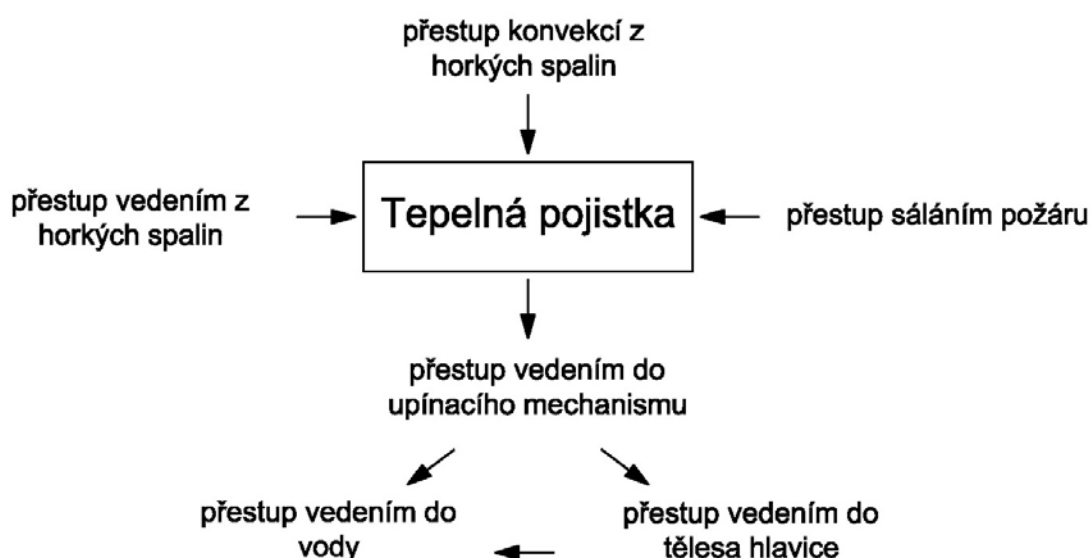 přestup konvekcí z
horkých spalin
přestup vedením z
horkých spalin
Tepelná pojistka
přestup sáláním požáru
přestup vedením do
upínacího mechanismu
přestup vedením do
vody
přestup vedením do
tělesa hlavice